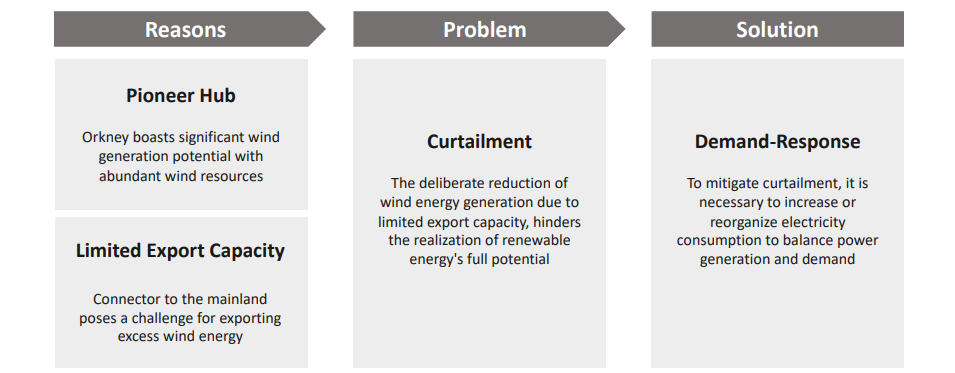 Reasons
Pioneer Hub
Orkney boasts significant wind
generation potential with
abundant wind resources
Limited Export Capacity
Connector to the mainland
poses a challenge for exporting
excess wind energy
Problem
Curtailment
The deliberate reduction of
wind energy generation due to
limited export capacity, hinders
the realization of renewable
energy's full potential
Solution
Demand-Response
To mitigate curtailment, it is
necessary to increase or
reorganize electricity
consumption to balance power
generation and demand